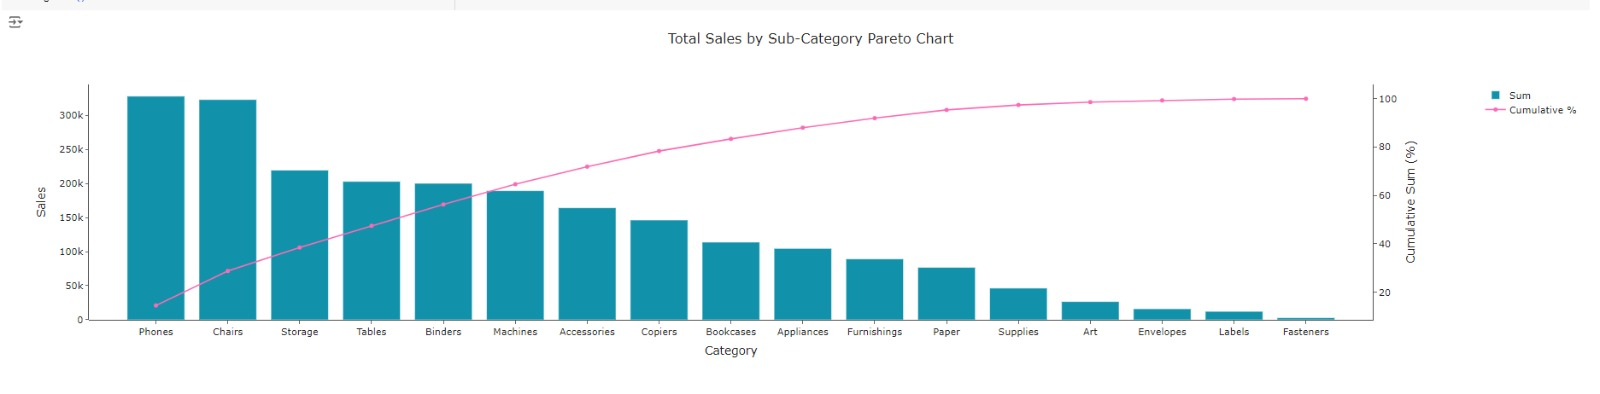 Total Sales by Sub-Category Pareto Chart
Sum
Cumulative %
300k
250k
200k
150k
100k
50k
0
Sales
100
80
60
40
20
Cumulative Sum (%)
Phones Chairs Storage Tables Binders Machines Accessories Copiers Bookcases Appliances Furnishings Paper Supplies Art Envelopes Labels Fasteners
Category